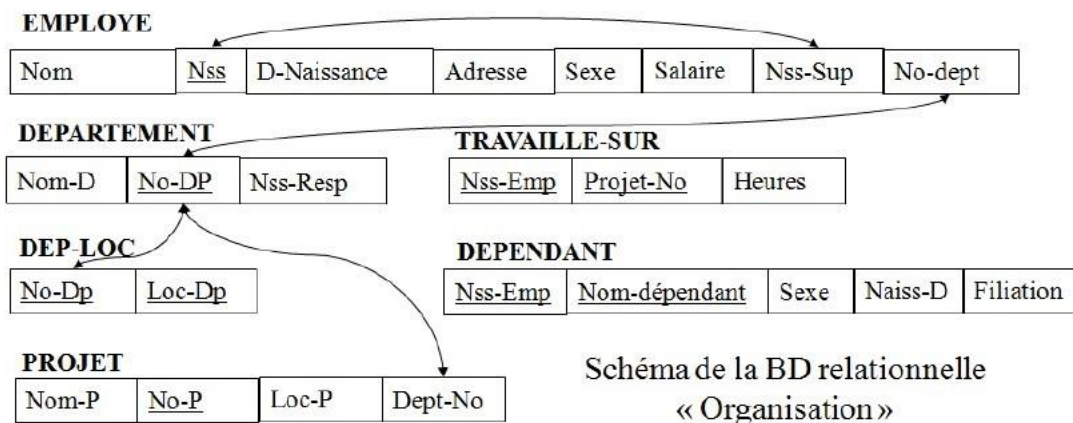 EMPLOYE
Nom Nss D-Naissance Adresse Sexe Salaire Nss-Sup No-dept
DEPARTEMENT
Nom-D No-DP Nss-Resp
TRAVAILLE-SUR
Nss-Emp Projet-No Heures
DEP-LOC
No-Dp Loc-Dp
DEPENDANT
Nss-Emp Nom-dépendant Sexe Naiss-D Filiation
PROJET
Nom-P No-P Loc-P Dept-No
Schéma de la BD relationnelle
« Organisation »